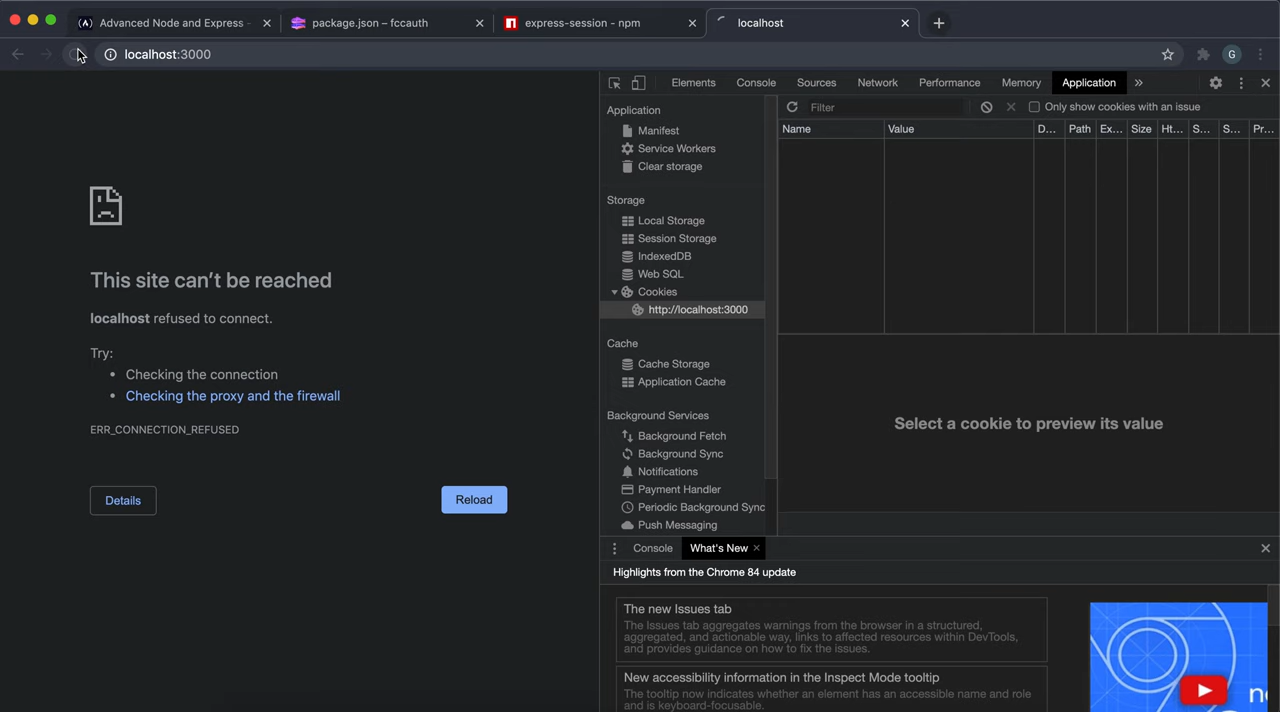 Advanced Node and Express -
package.json – fccauth
express-session - npm
localhost
localhost:3000
G
Elements
Console
Sources
Network
Performance
Memory
Application
»
Application
Manifest
Service Workers
Clear storage
Storage
Local Storage
Session Storage
IndexedDB
Web SQL
Cookies
http://localhost:3000
Cache
Cache Storage
Application Cache
Background Services
Background Fetch
Background Sync
Notifications
Payment Handler
Periodic Background Sync
Push Messaging
Filter
Only show cookies with an issue
Name Value D... Path Ex... Size Ht... S... S... Pr...
Select a cookie to preview its value
This site can’t be reached
localhost refused to connect.
Try:
• Checking the connection
• Checking the proxy and the firewall
ERR_CONNECTION_REFUSED
Details
Reload
Console
What's New
Highlights from the Chrome 84 update
The new Issues tab
The Issues tab aggregates warnings from the browser in a structured,
aggregated, and actionable way, links to affected resources within DevTools,
and provides guidance on how to fix the issues.
New accessibility information in the Inspect Mode tooltip
The tooltip now indicates whether an element has an accessible name and role
and is keyboard-focusable.